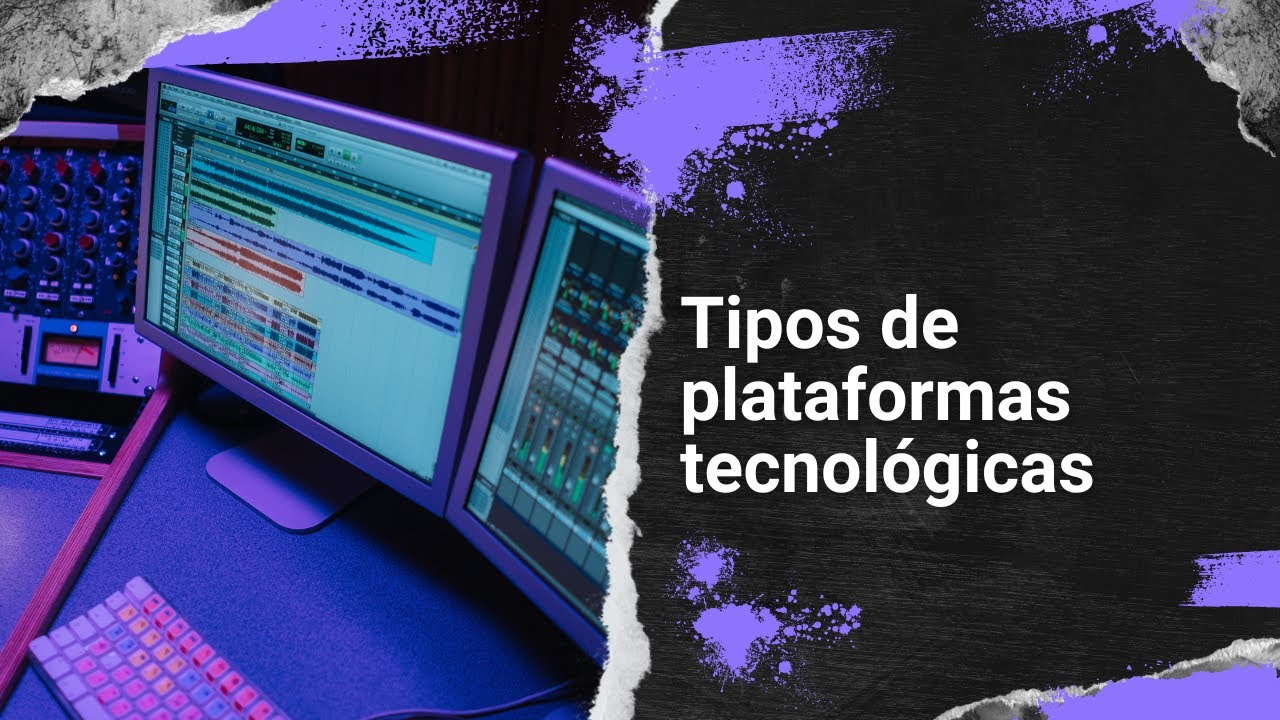 Tipos de
plataformas
tecnológicas